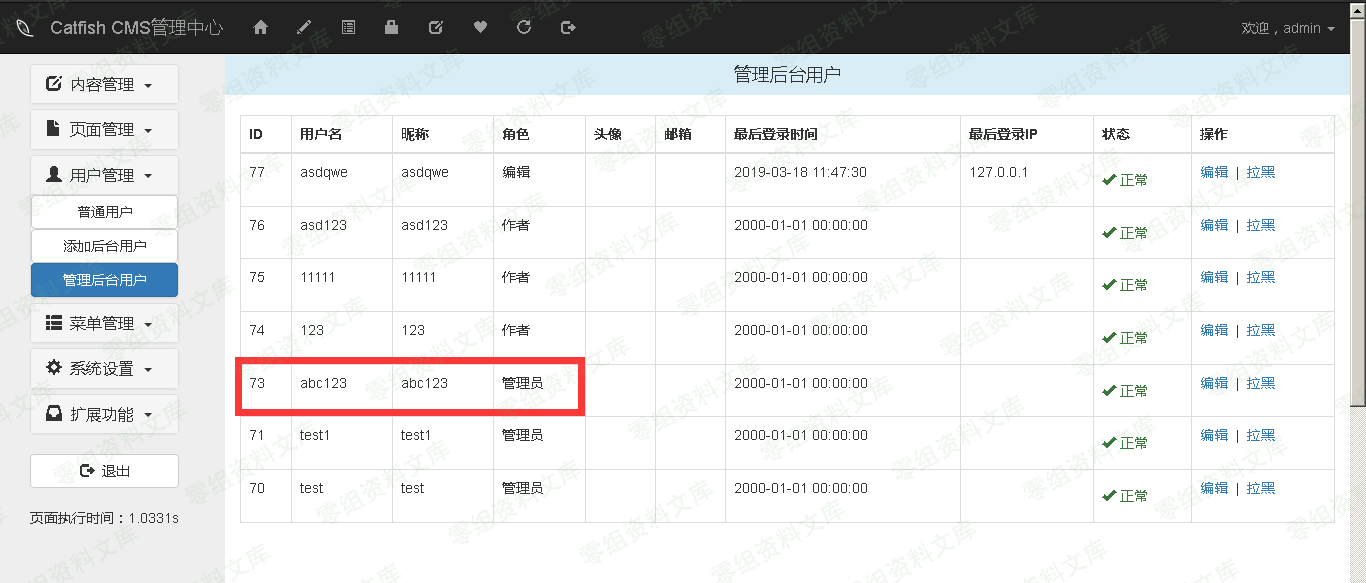 Catfish CMS管理中心
欢迎，admin
内容管理
页面管理
用户管理
普通用户
添加后台用户
管理后台用户
菜单管理
系统设置
扩展功能
退出
页面执行时间：1.0331s
管理后台用户
ID 用户名 昵称 角色 头像 邮箱 最后登录时间 最后登录IP 状态 操作
77 asdqwe asdqwe 编辑 2019-03-18 11:47:30 127.0.0.1 正常 编辑 | 拉黑
76 asd123 asd123 作者 2000-01-01 00:00:00 正常 编辑 | 拉黑
75 11111 11111 作者 2000-01-01 00:00:00 正常 编辑 | 拉黑
74 123 123 作者 2000-01-01 00:00:00 正常 编辑 | 拉黑
73 abc123 abc123 管理员 2000-01-01 00:00:00 正常 编辑 | 拉黑
71 test1 test1 管理员 2000-01-01 00:00:00 正常 编辑 | 拉黑
70 test test 管理员 2000-01-01 00:00:00 正常 编辑 | 拉黑
零组资料文库